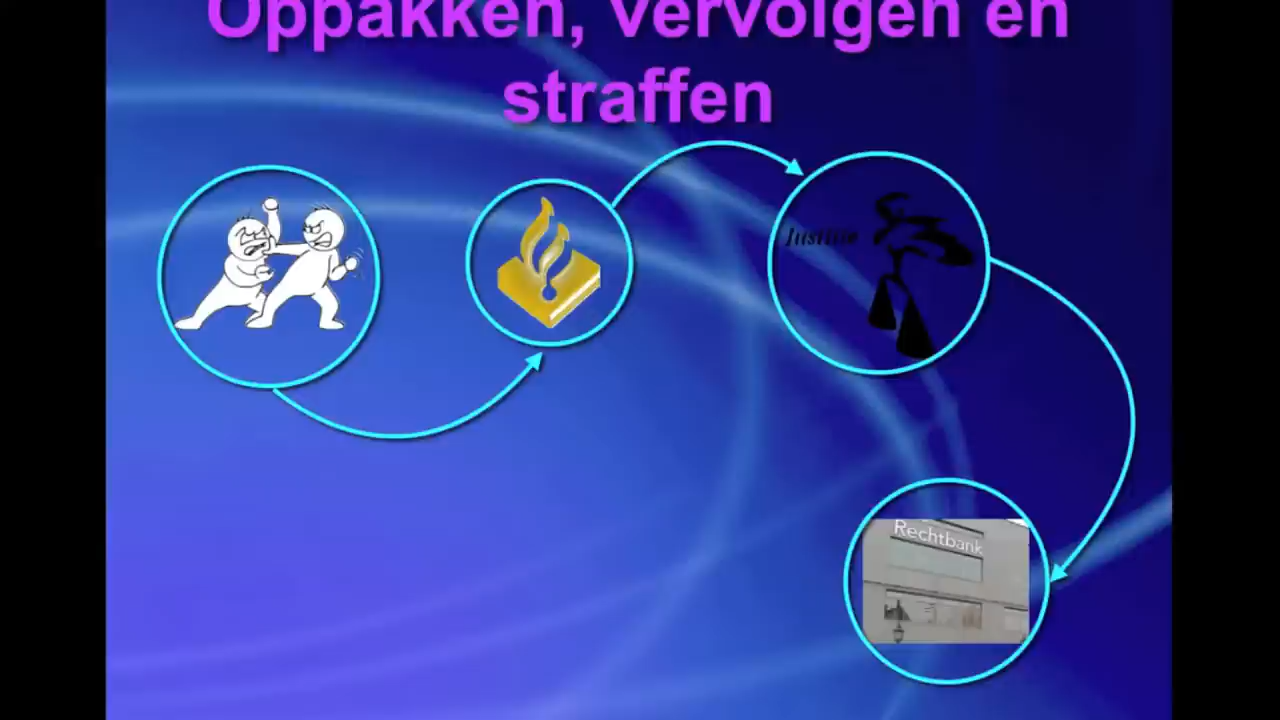 Oppakken, vervolgen en
straffen
Justitie
Rechtbank